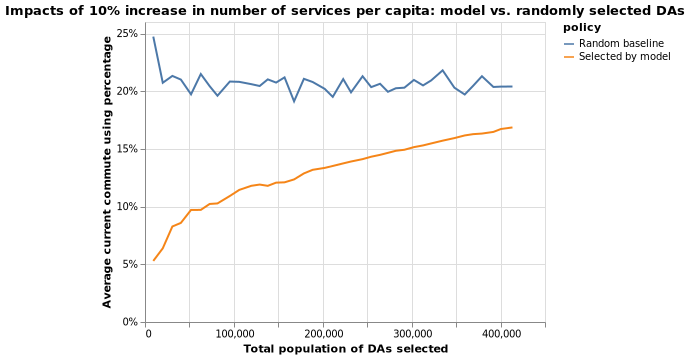 Impacts of 10% increase in number of services per capita: model vs. randomly selected DAs
policy
Random baseline
Selected by model
Average current commute using percentage
25%
20%
15%
10%
5%
0%
0
100,000
200,000
300,000
400,000
Total population of DAs selected